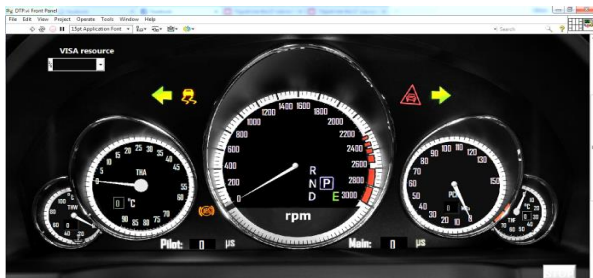 DTP.vi Front Panel
File Edit View Project Operate Tools Window Help
15pt Application Font
Search
VISA resource
200
400
600
800
1000
1200
1400
1600
1800
2000
2200
2400
2600
2800
3000
rpm
R
N P
D E
0 5 10 15 20 25 30 35 40 45
55
60
THA
0 °C
90 85 80 75 70
THW
0 °C
10 20 30 40 50 60 70 80 90 100 110 120 130
150
0
°C
THF
Pilot: 0 µs
Main: 0 µs